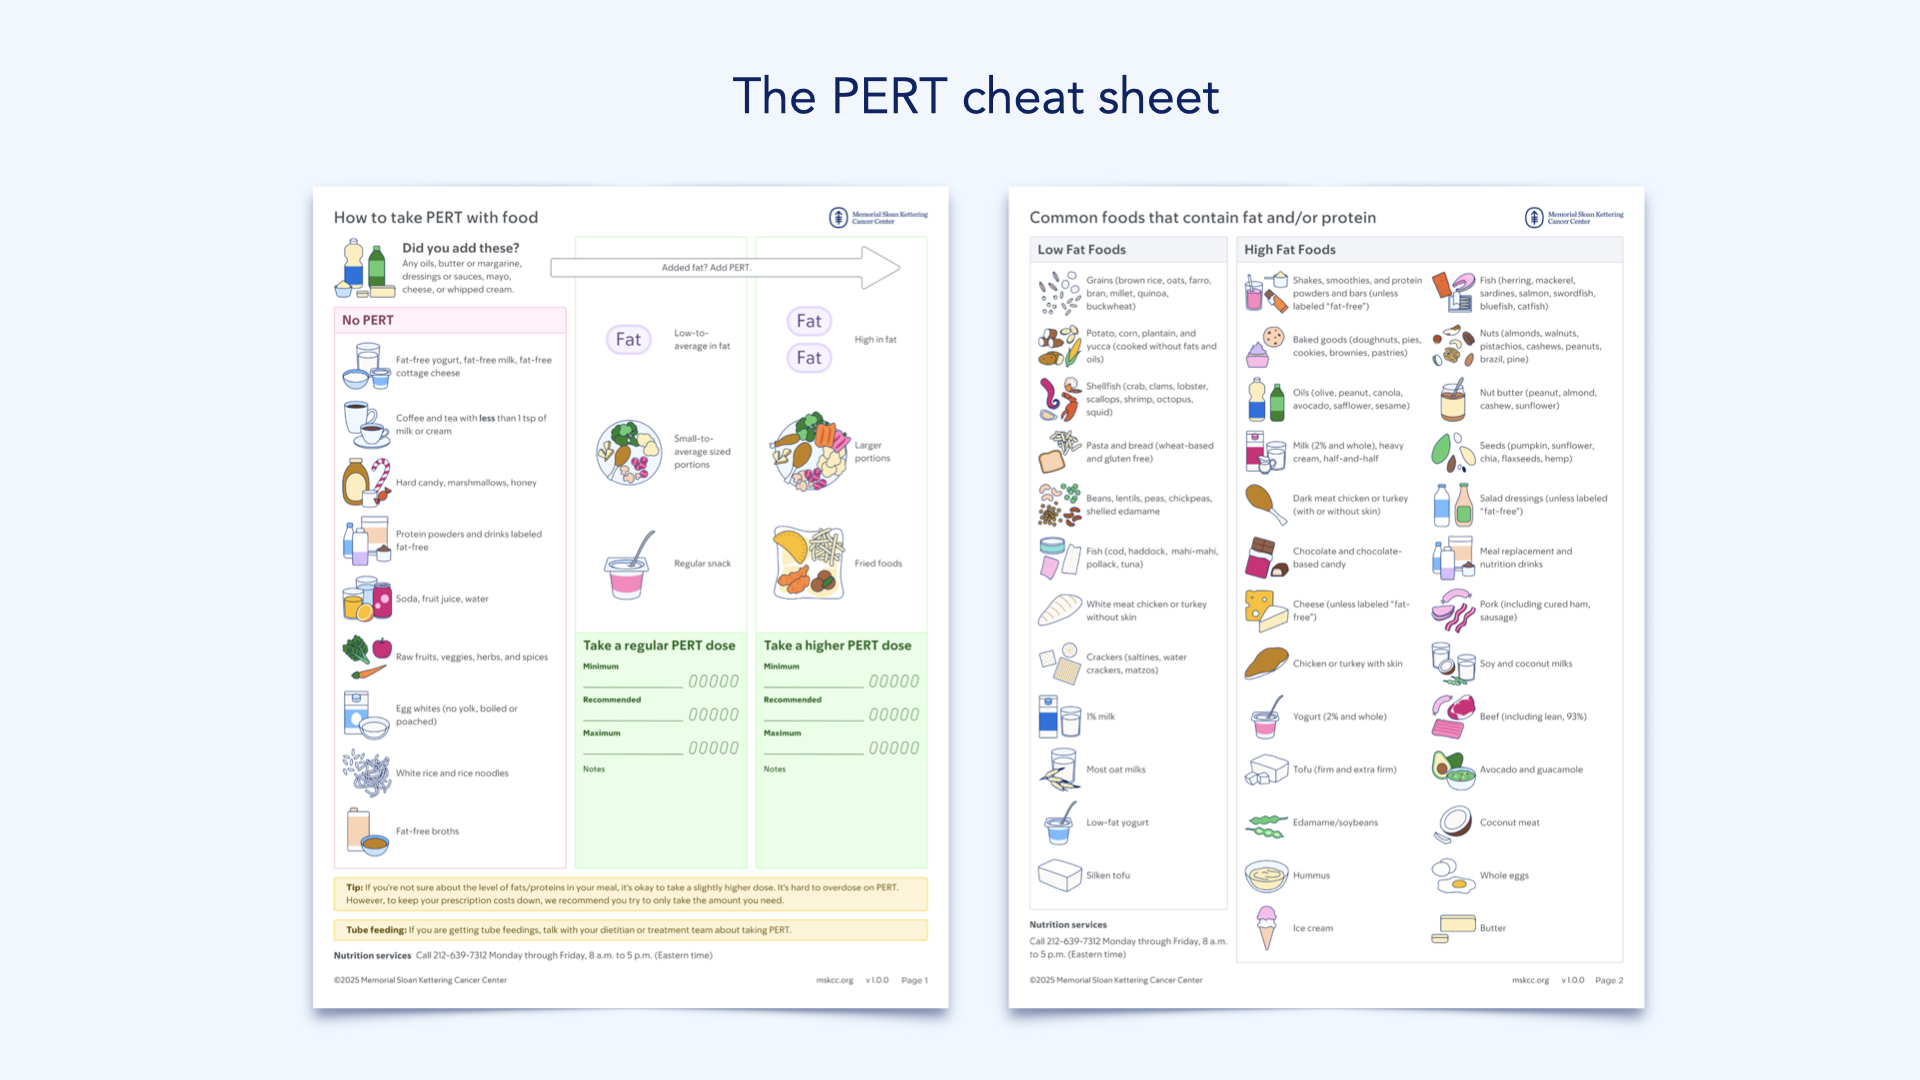 The PERT cheat sheet
How to take PERT with food
Memorial Sloan Kettering
Cancer Center
Did you add these?
Any oils, butter or margarine,
dressings or sauces, mayo,
cheese, or whipped cream.
Added fat? Add PERT.
No PERT
Fat-free yogurt, fat-free milk, fat-free
cottage cheese
Coffee and tea with less than 1 tsp of
milk or cream
Hard candy, marshmallows, honey
Protein powders and drinks labeled
fat-free
Soda, fruit juice, water
Raw fruits, veggies, herbs, and spices
Egg whites (no yolk, boiled or
poached)
White rice and rice noodles
Fat-free broths
Fat
Low-to-
average in fat
Small-to-
average sized
portions
Regular snack
Take a regular PERT dose
Minimum
Recommended
Maximum
Notes
Fat
Fat
High in fat
Larger
portions
Fried foods
Take a higher PERT dose
Minimum
Recommended
Maximum
Notes
Tip: If you're not sure about the level of fats/proteins in your meal, it's okay to take a slightly higher dose. It's hard to overdose on PERT.
However, to keep your prescription costs down, we recommend you try to only take the amount you need.
Tube feeding: If you are getting tube feedings, talk with your dietitian or treatment team about taking PERT.
Nutrition services Call 212-639-7312 Monday through Friday, 8 a.m. to 5 p.m. (Eastern time)
©2025 Memorial Sloan Kettering Cancer Center
mskcc.org v1.0.0 Page 1
Common foods that contain fat and/or protein
Memorial Sloan Kettering
Cancer Center
Low Fat Foods
Grains (brown rice, oats, farro,
bran, millet, quinoa,
buckwheat)
Potato, corn, plantain, and
yucca (cooked without fats and
oils)
Shellfish (crab, clams, lobster,
scallops, shrimp, octopus,
squid)
Pasta and bread (wheat-based
and gluten free)
Beans, lentils, peas, chickpeas,
shelled edamame
Fish (cod, haddock, mahi-mahi,
pollack, tuna)
White meat chicken or turkey
without skin
Crackers (saltines, water
crackers, matzos)
1% milk
Most oat milks
Low-fat yogurt
Silken tofu
High Fat Foods
Shakes, smoothies, and protein
powders and bars (unless
labeled "fat-free")
Baked goods (doughnuts, pies,
cookies, brownies, pastries)
Oils (olive, peanut, canola,
avocado, safflower, sesame)
Milk (2% and whole), heavy
cream, half-and-half
Dark meat chicken or turkey
(with or without skin)
Chocolate and chocolate-
based candy
Cheese (unless labeled "fat-
free")
Chicken or turkey with skin
Yogurt (2% and whole)
Tofu (firm and extra firm)
Edamame/soybeans
Hummus
Ice cream
Fish (herring, mackerel,
sardines, salmon, swordfish,
bluefish, catfish)
Nuts (almonds, walnuts,
pistachios, cashews, peanuts,
brazil, pine)
Nut butter (peanut, almond,
cashew, sunflower)
Seeds (pumpkin, sunflower,
chia, flaxseeds, hemp)
Salad dressings (unless labeled
"fat-free")
Meal replacement and
nutrition drinks
Pork (including cured ham,
sausage)
Soy and coconut milks
Beef (including lean, 93%)
Avocado and guacamole
Coconut meat
Whole eggs
Butter
Nutrition services
Call 212-639-7312 Monday through Friday, 8 a.m.
to 5 p.m. (Eastern time)
©2025 Memorial Sloan Kettering Cancer Center
mskcc.org v1.0.0 Page 2